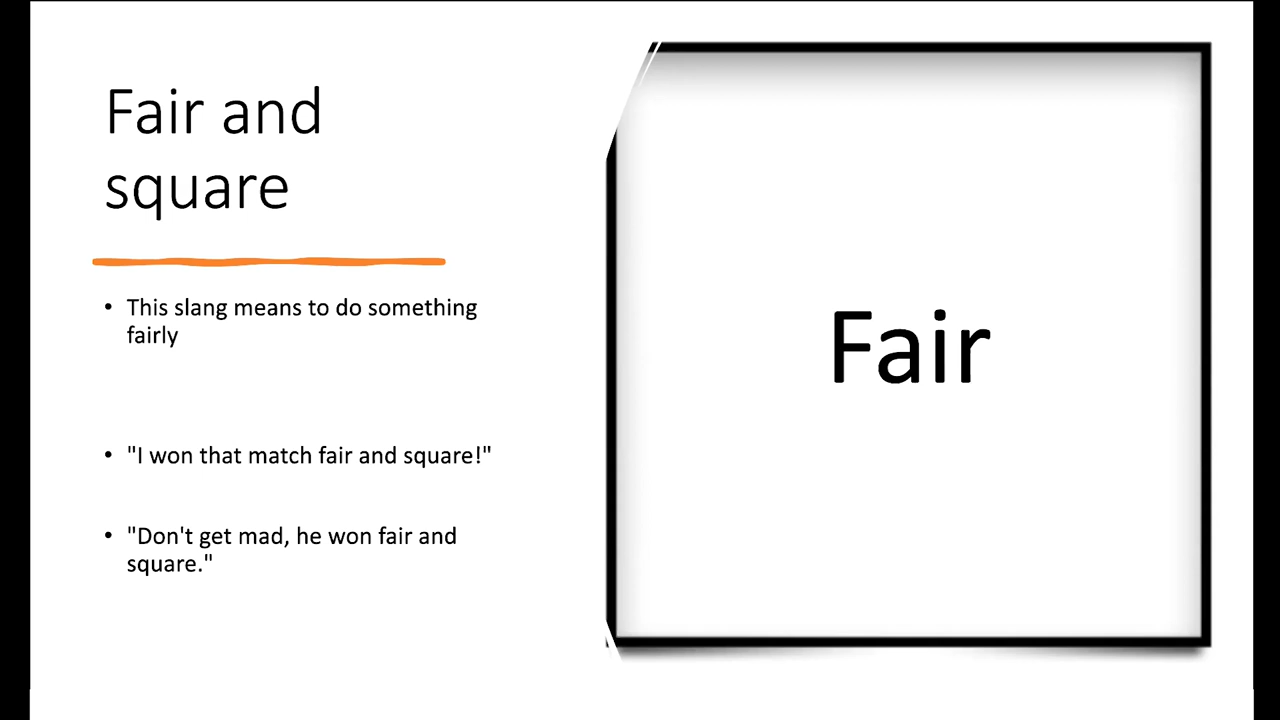 Fair and
square
• This slang means to do something
fairly
• "I won that match fair and square!"
• "Don't get mad, he won fair and
square."
Fair